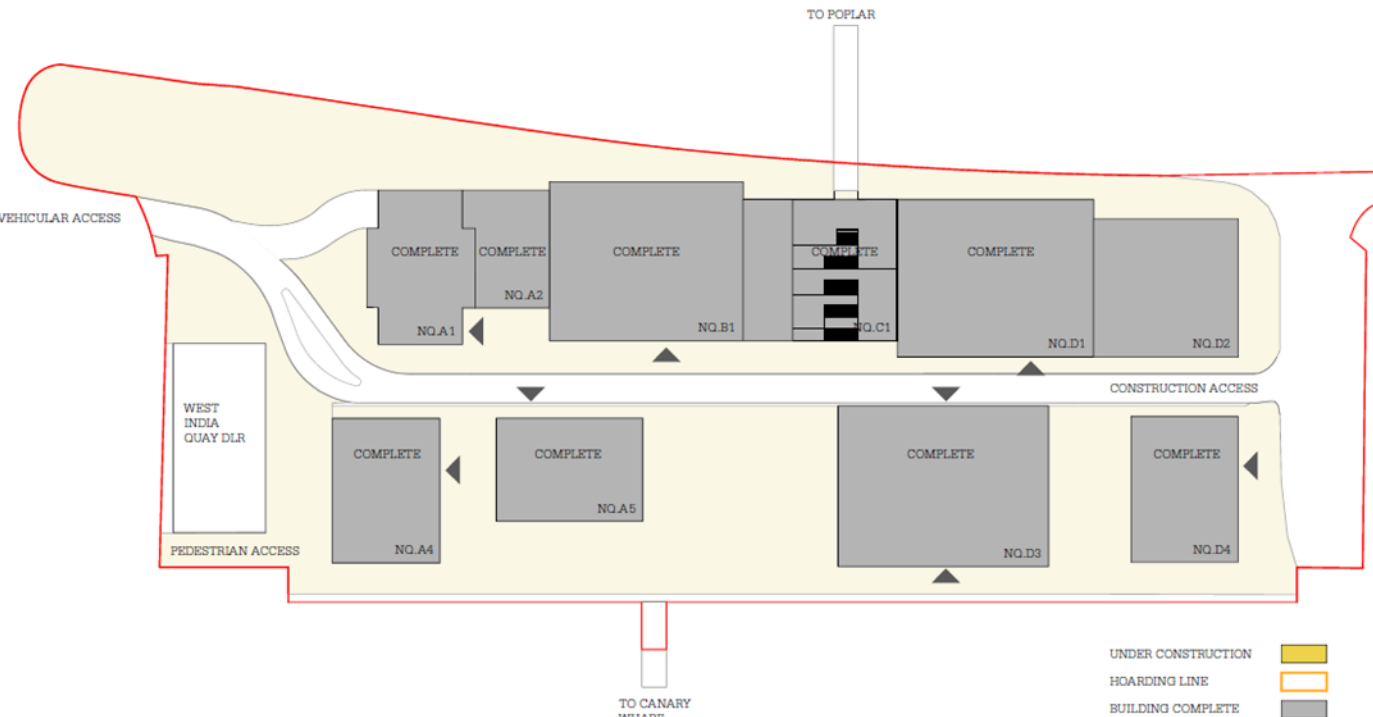 TO POPLAR
VEHICULAR ACCESS
COMPLETE
COMPLETE
COMPLETE
COMPLETE
COMPLETE
NQ.A2
NQ.A1
NQ.B1
NQ.C1
NQ.D1
NQ.D2
CONSTRUCTION ACCESS
WEST
INDIA
QUAY DLR
COMPLETE
COMPLETE
COMPLETE
COMPLETE
NQ.A5
NQ.A4
NQ.D3
NQ.D4
PEDESTRIAN ACCESS
UNDER CONSTRUCTION
HOARDING LINE
BUILDING COMPLETE
TO CANARY
WHARF